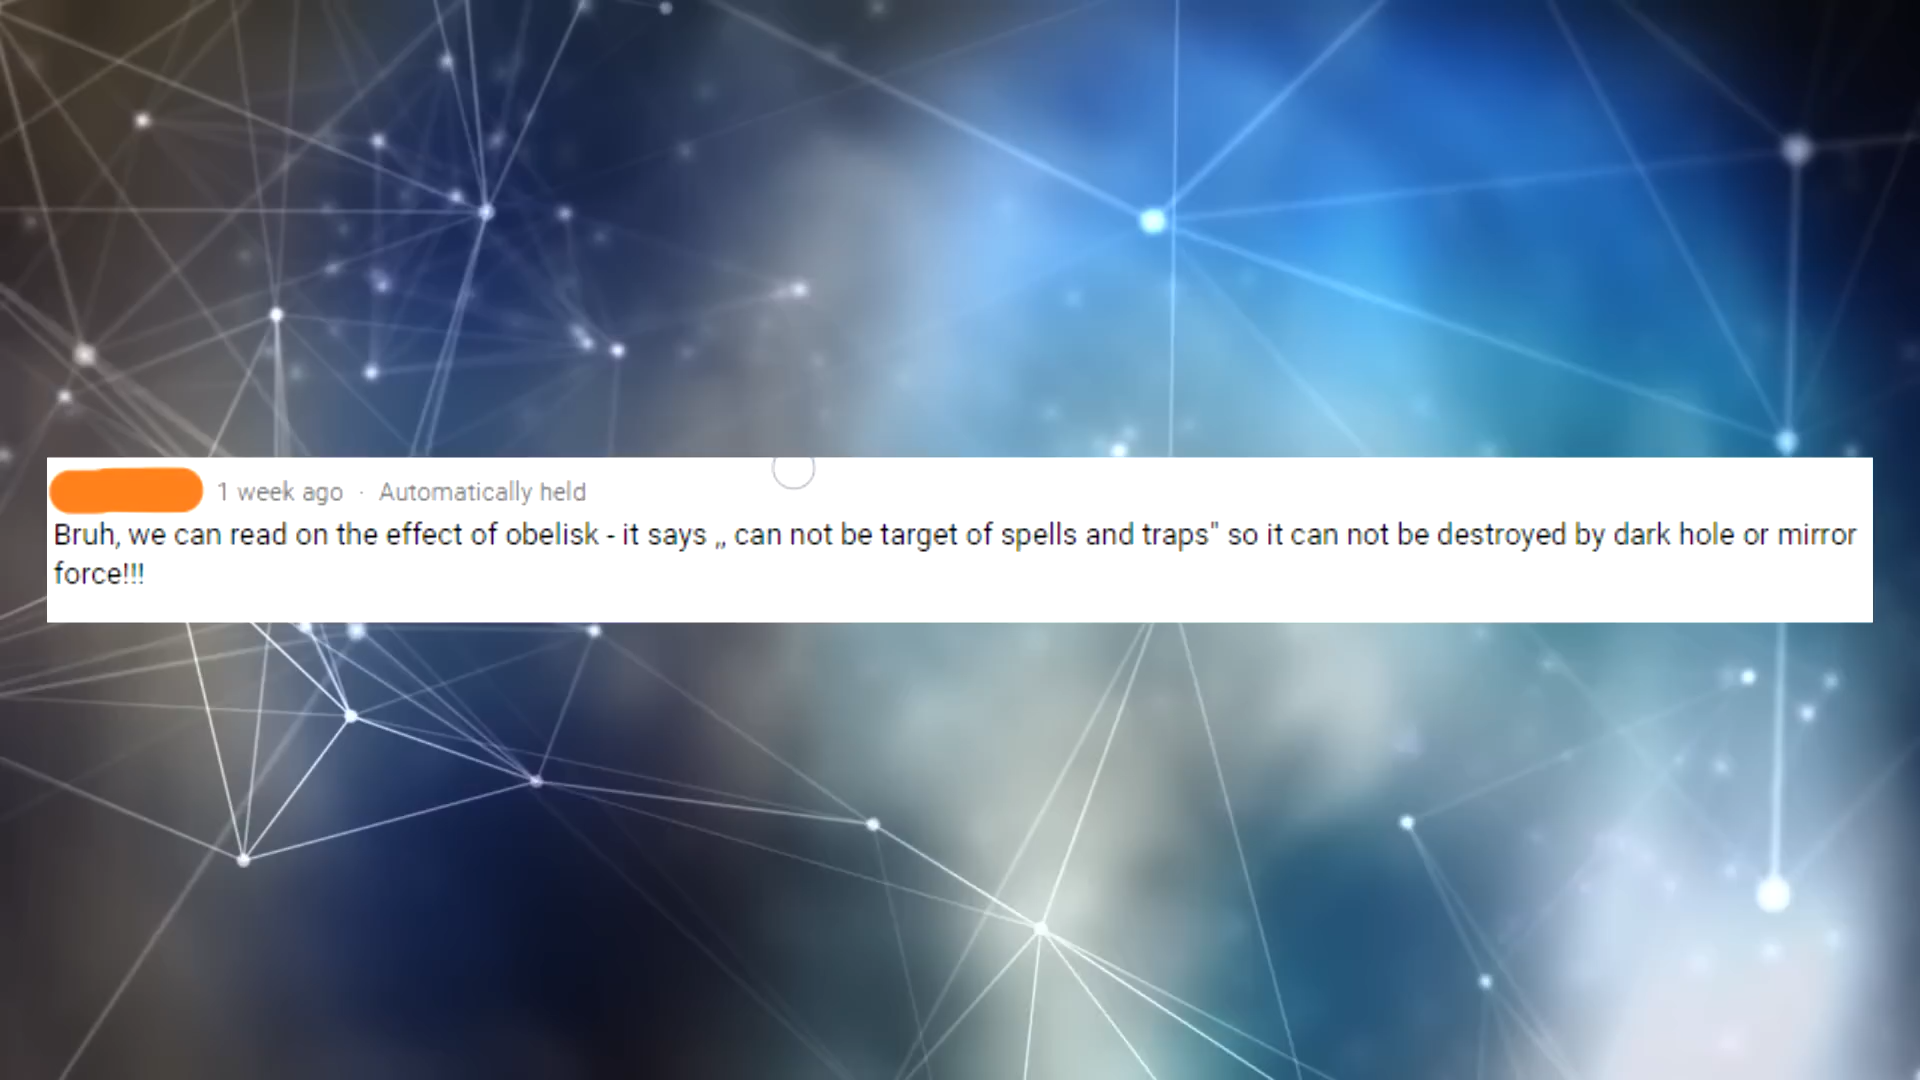 1 week ago · Automatically held
Bruh, we can read on the effect of obelisk - it says „ can not be target of spells and traps" so it can not be destroyed by dark hole or mirror
force!!!